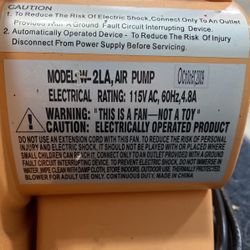 1. To Reduce The Risk Of Electric Shock, Connect Only To An Outlet
Provided With A Ground Fault Circuit Interrupting Device.
2. Automatically Operated Device - To Reduce The Risk Of Injury
Disconnect From Power Supply Before Servicing.
MODEL: W- 2LA, AIR PUMP
ELECTRICAL RATING: 115V AC, 60Hz, 4.8A
WARNING: "THIS IS A FAN—NOT A TOY"
CAUTION: ELECTRICALLY OPERATED PRODUCT
DO NOT USE AN EXTENSION CORD WITH THIS FAN. TO REDUCE THE RISK OF PERSONAL
INJURY AND ELECTRIC SHOCK, IT SHOULD NOT BE PLAYED WITH OR PLACED WHERE
SMALL CHILDREN CAN REACH IT. CONNECT TO AN OUTLET PROVIDED WITH A GROUND
FAULT CIRCUIT INTERRUPTING DEVICE. TO PREVENT ELECTRIC SHOCK, DO NOT IMMERSE IN
WATER, WIPE CLEAN WITH DAMP CLOTH, STORE INDOORS. OUTDOOR USE. THERMALLY PROTECTED.
BLOWER FOR ADULT USE ONLY. CONTINUOUS DUTY. MADE IN CHINA